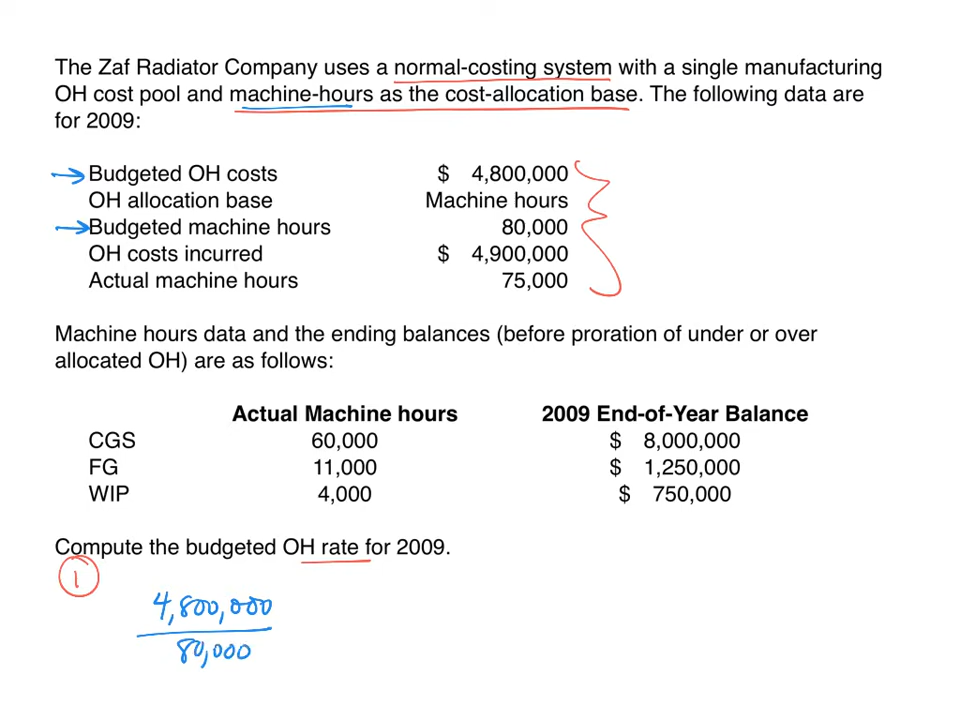 The Zaf Radiator Company uses a normal-costing system with a single manufacturing
OH cost pool and machine-hours as the cost-allocation base. The following data are
for 2009:
Budgeted OH costs $ 4,800,000
OH allocation base Machine hours
Budgeted machine hours 80,000
OH costs incurred $ 4,900,000
Actual machine hours 75,000
Machine hours data and the ending balances (before proration of under or over
allocated OH) are as follows:
Actual Machine hours 2009 End-of-Year Balance
CGS 60,000 $ 8,000,000
FG 11,000 $ 1,250,000
WIP 4,000 $ 750,000
Compute the budgeted OH rate for 2009.
1
4,800,000
80,000